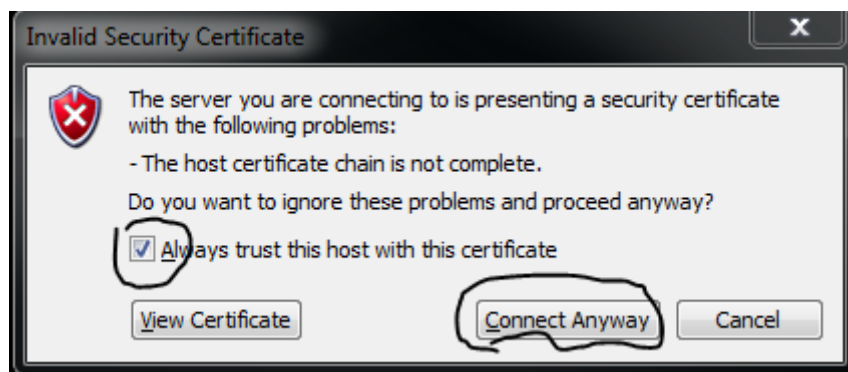 Invalid Security Certificate
x
The server you are connecting to is presenting a security certificate
with the following problems:
- The host certificate chain is not complete.
Do you want to ignore these problems and proceed anyway?
Always trust this host with this certificate
View Certificate Connect Anyway Cancel